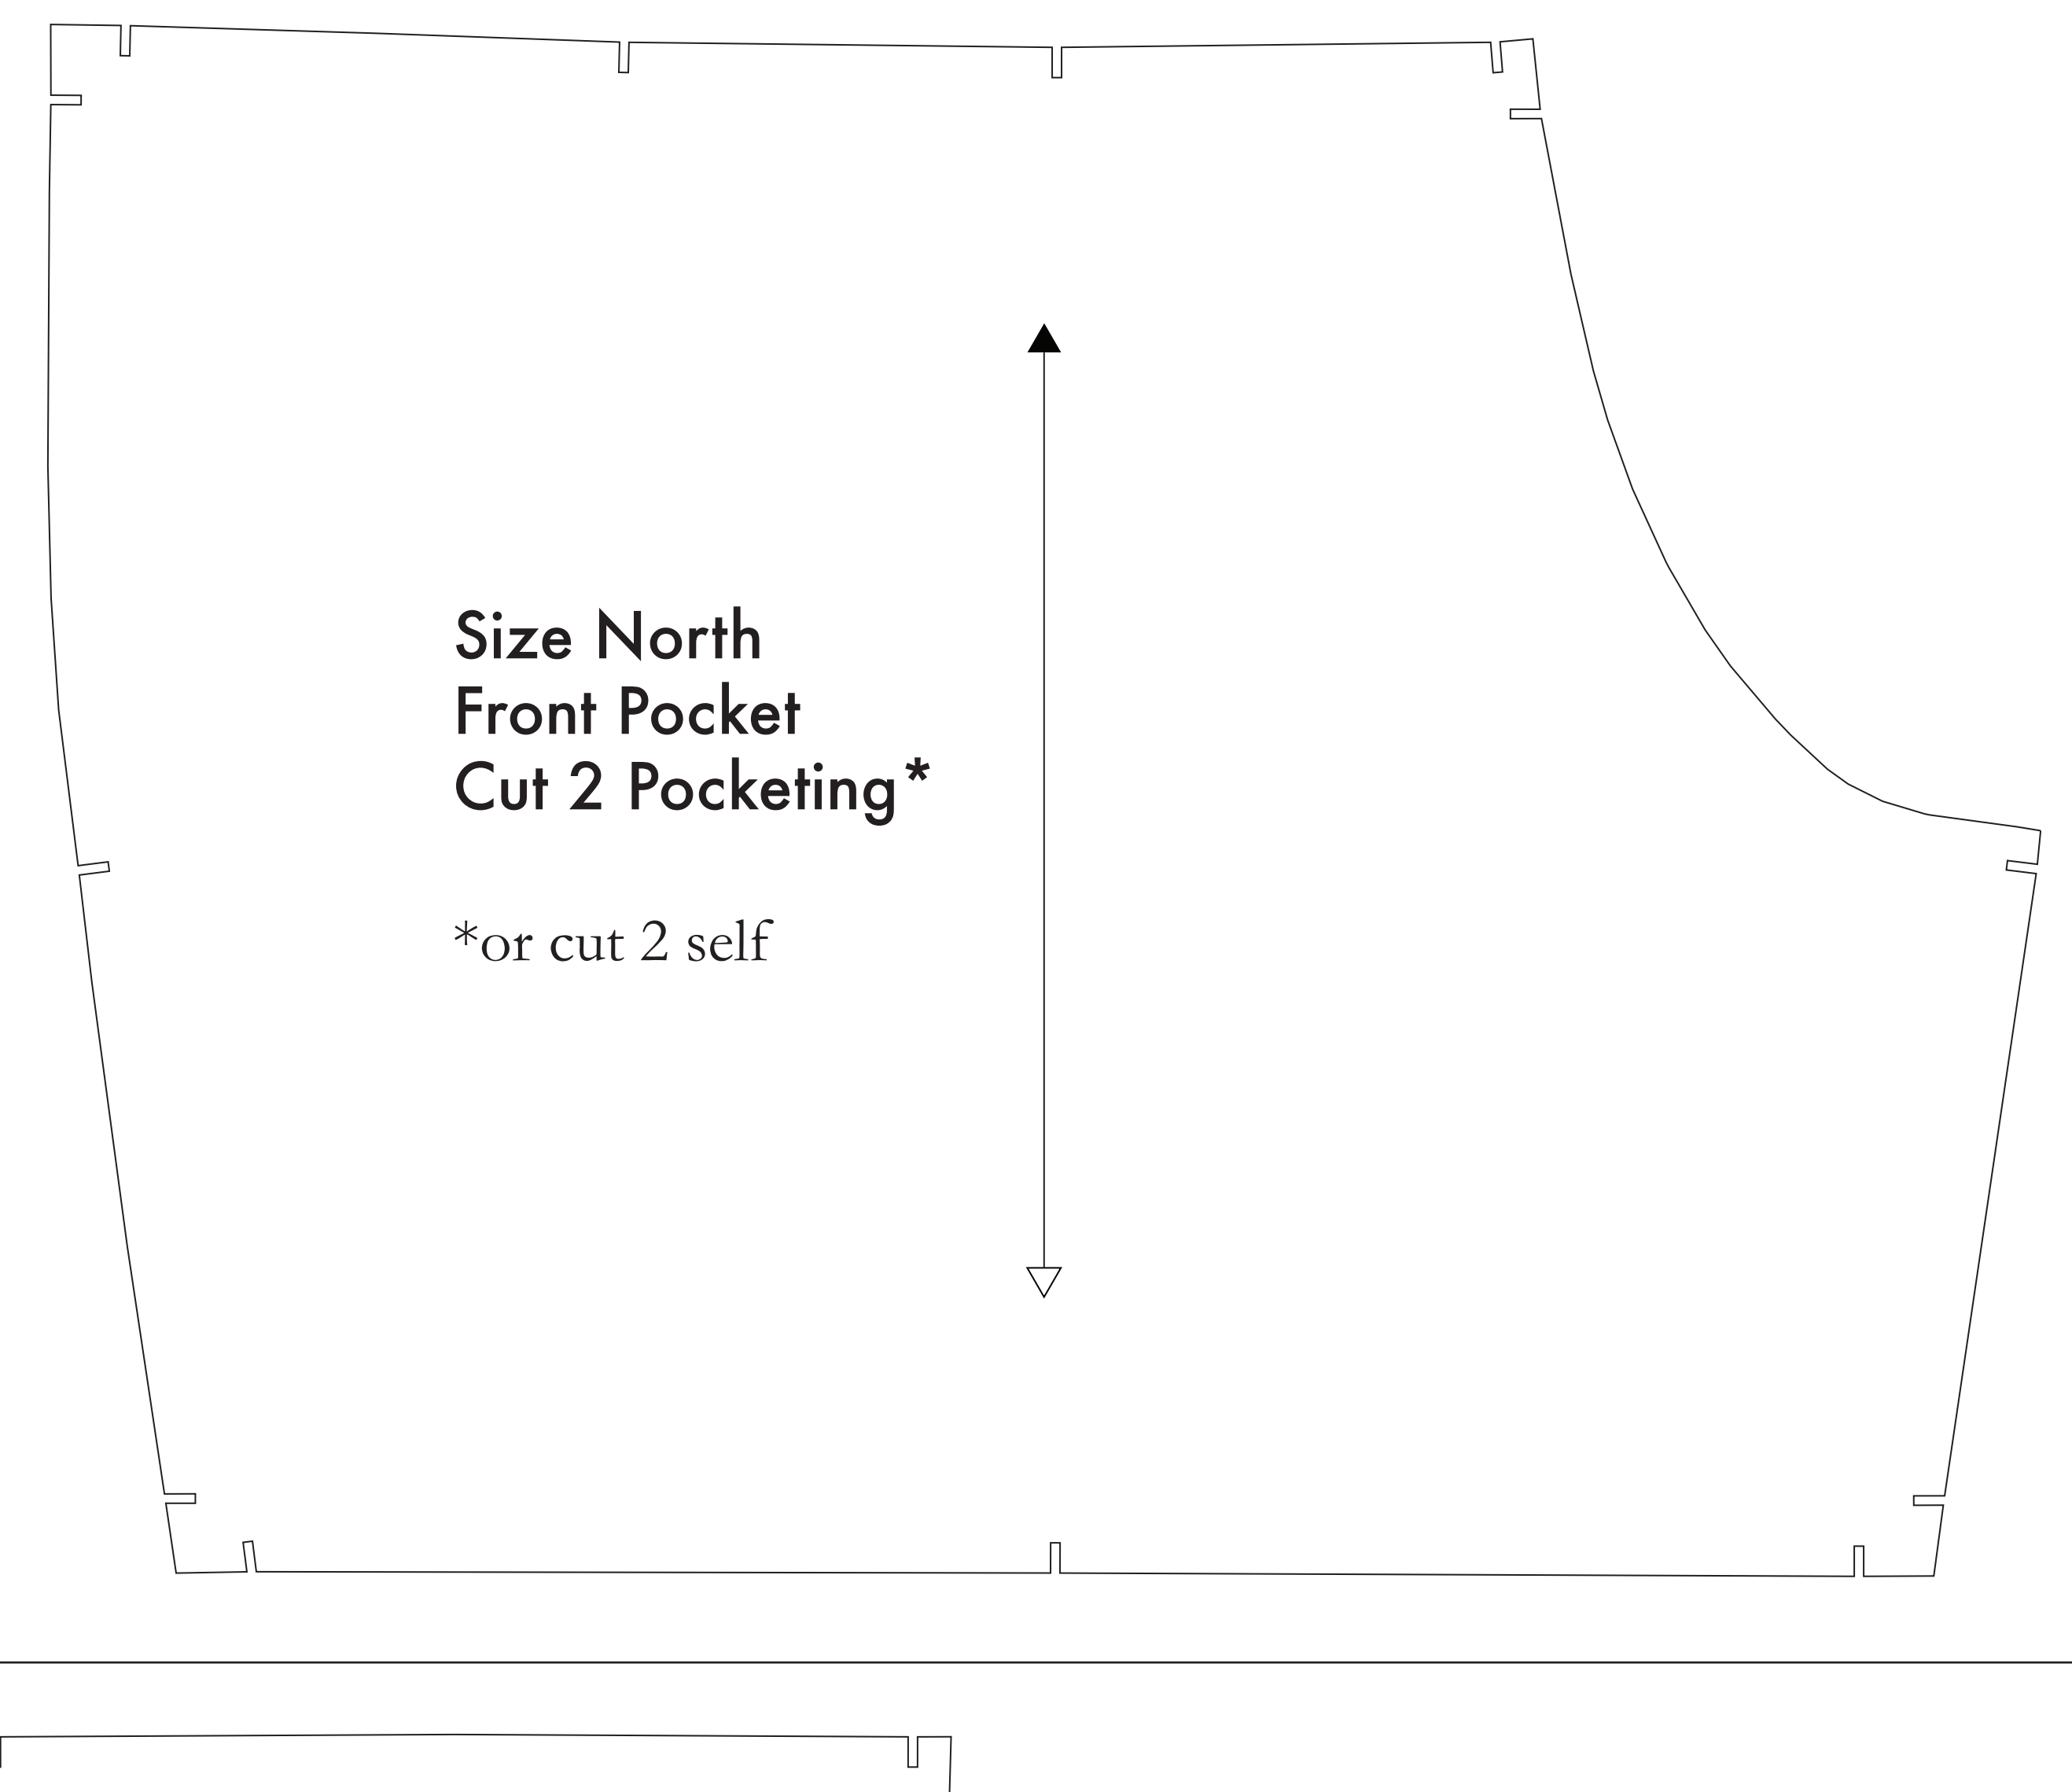 Size North
Front Pocket
Cut 2 Pocketing*
*or cut 2 self